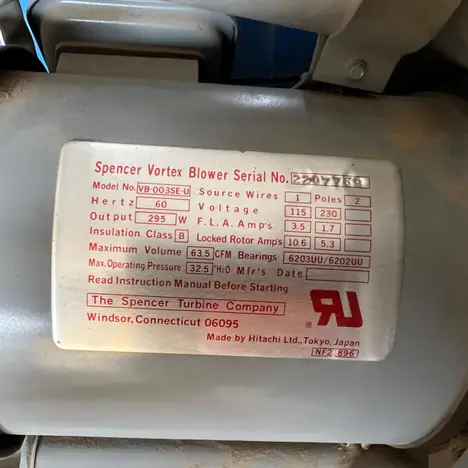 Spencer Vortex Blower Serial No. 2207759
Model No. VB-003SE-U Source Wires 1 Poles 2
Hertz 60 Voltage 115 230
Output 295 W F.L.A. Amp's 3.5 1.7
Insulation Class B Locked Rotor Amp's 10.6 5.3
Maximum Volume 63.5 CFM Bearings 6203UU/6202UU
Max. Operating Pressure 32.5 "H2O Mfr's Date
Read Instruction Manual Before Starting
The Spencer Turbine Company
Windsor, Connecticut 06095
Made by Hitachi Ltd., Tokyo, Japan
NF2 896